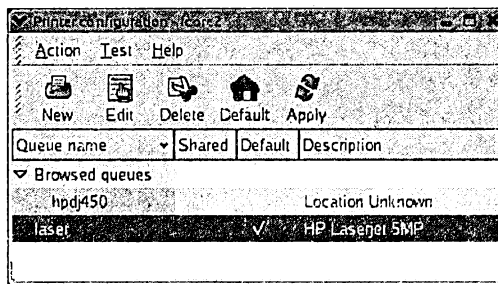 Printer configuration - fcore2
Action Test Help
New Edit Delete Default Apply
Queue name Shared Default Description
Browsed queues
hpdj450 Location Unknown
laser HP Laserjet 5MP